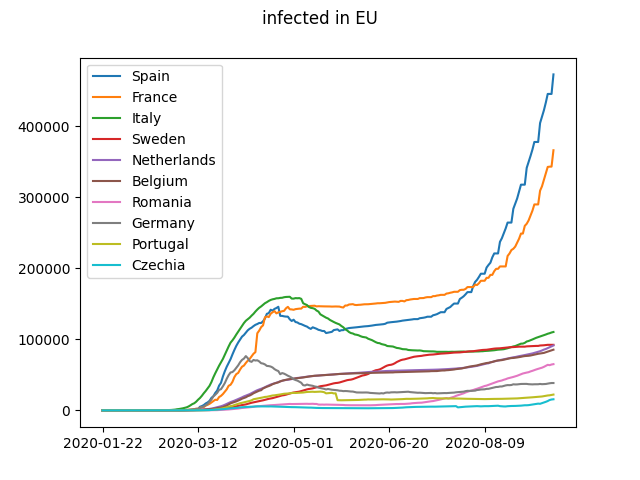 infected in EU
Spain
France
Italy
Sweden
Netherlands
Belgium
Romania
Germany
Portugal
Czechia
400000
300000
200000
100000
0
2020-01-22 2020-03-12 2020-05-01 2020-06-20 2020-08-09